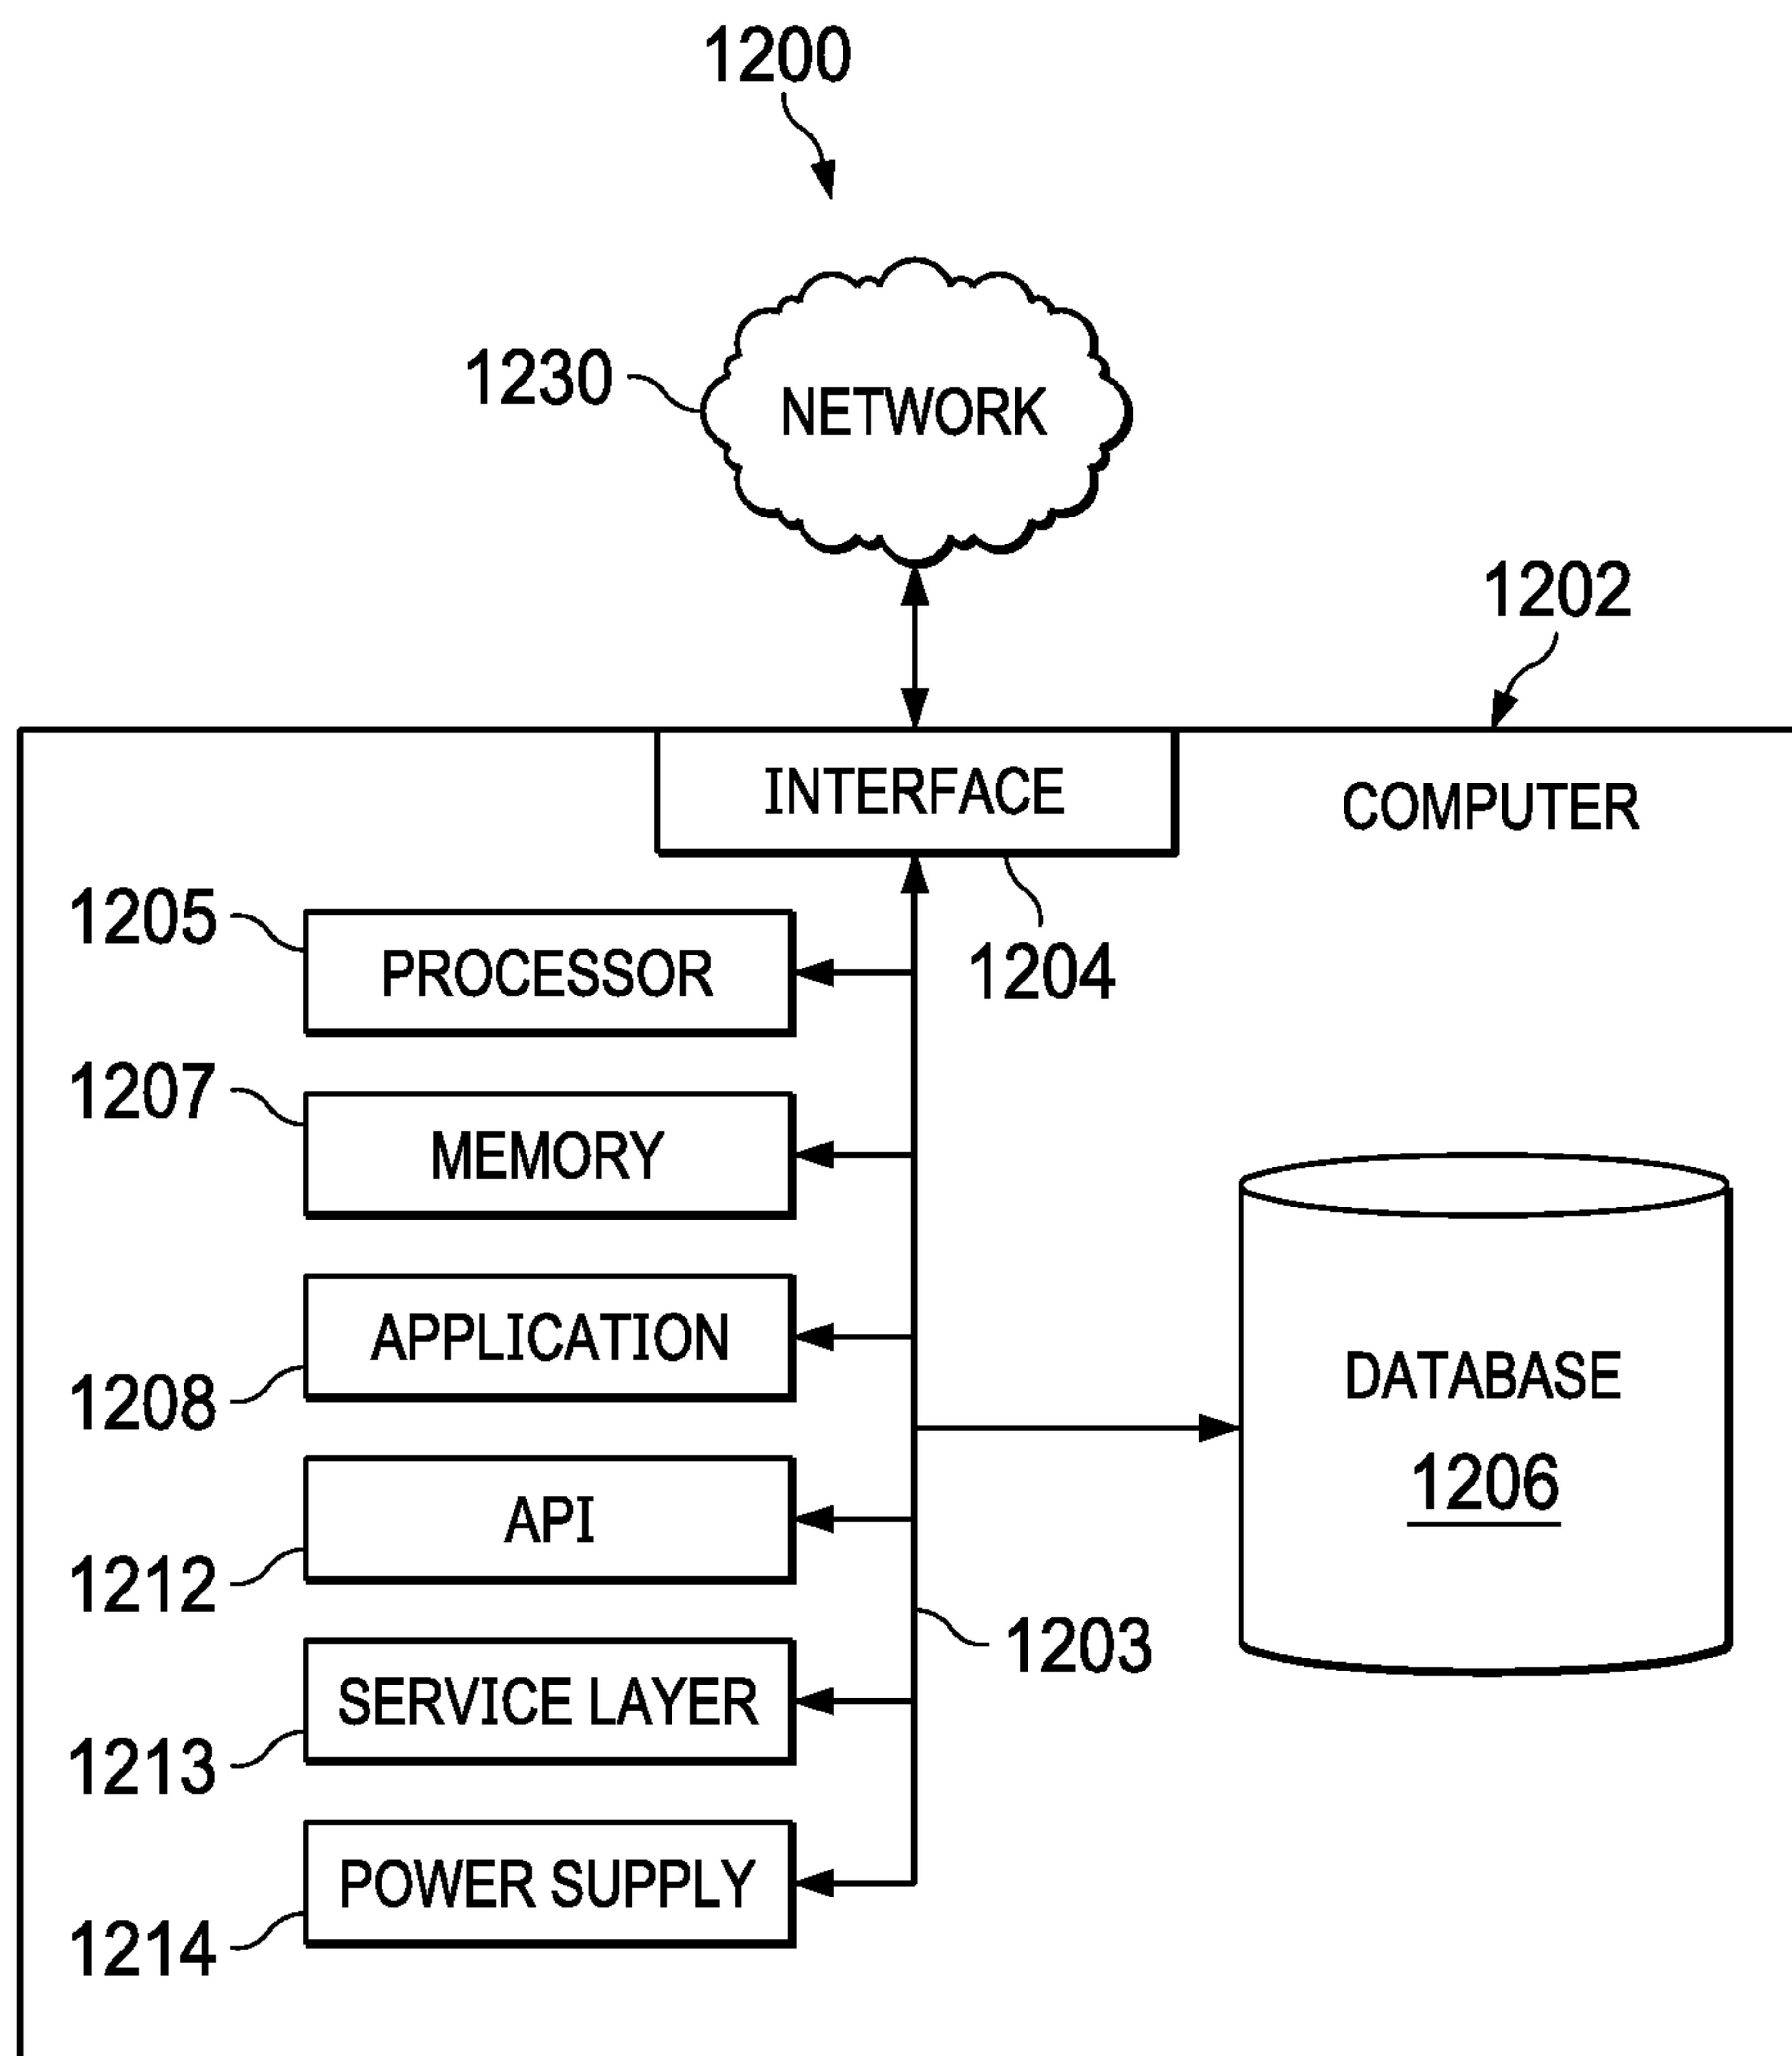 1200
1230
NETWORK
1202
INTERFACE
COMPUTER
1205
PROCESSOR
1204
1207
MEMORY
APPLICATION
1208
DATABASE
1206
API
1212
1203
SERVICE LAYER
1213
POWER SUPPLY
1214